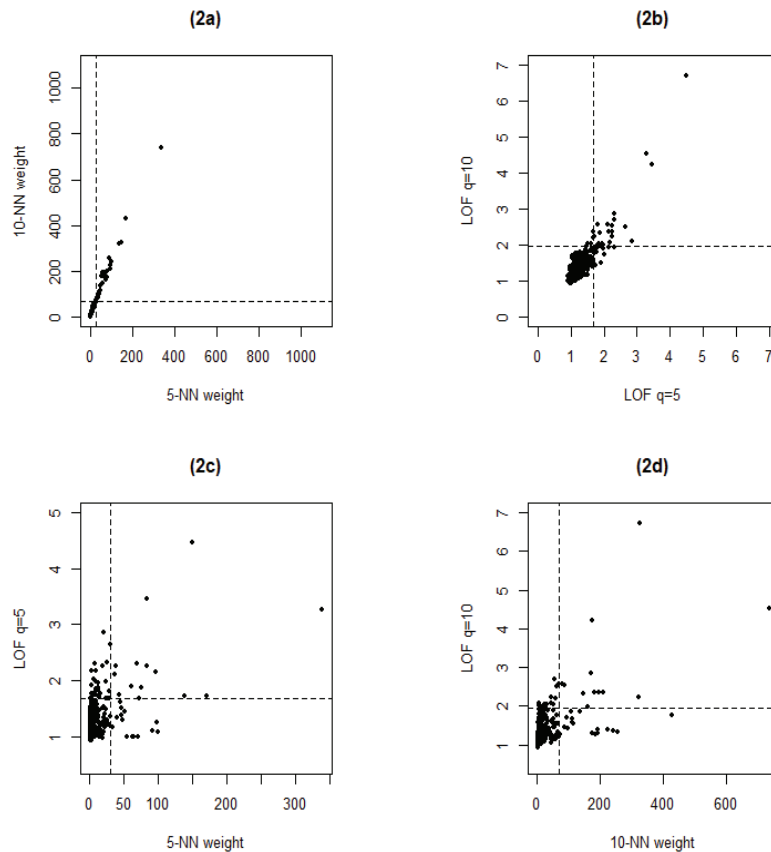 (2a)
10-NN weight
0 200 400 600 800 1000
0 200 400 600 800 1000
5-NN weight
(2b)
LOF q=10
0 1 2 3 4 5 6 7
0 1 2 3 4 5 6 7
LOF q=5
(2c)
LOF q=5
1 2 3 4 5
0 50 100 200 300
5-NN weight
(2d)
LOF q=10
1 2 3 4 5 6 7
0 200 400 600
10-NN weight